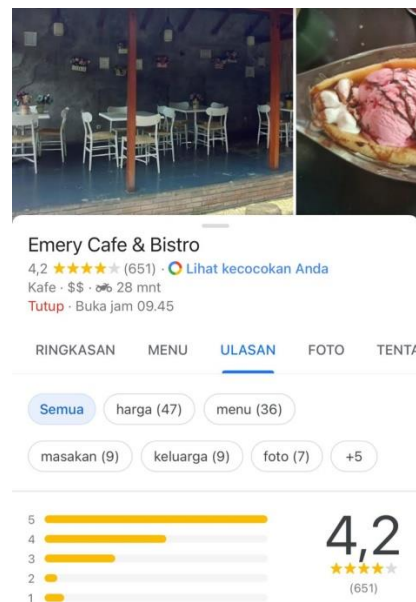 Emery Cafe & Bistro
4,2 ★★★★★ (651) · Lihat kecocokan Anda
Kafe · $$ · 28 mnt
Tutup · Buka jam 09.45
RINGKASAN MENU ULASAN FOTO TENTA
Semua harga (47) menu (36)
masakan (9) keluarga (9) foto (7) +5
5
4
3
2
1
4,2
(651)